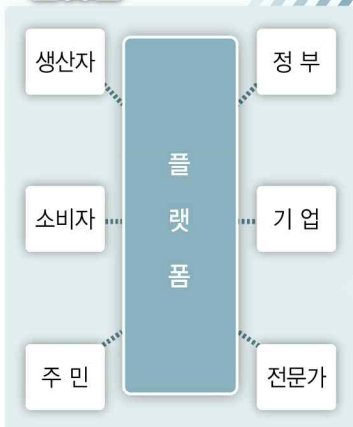 생산자
정 부
플
랫
폼
소비자
기 업
주 민
전문가